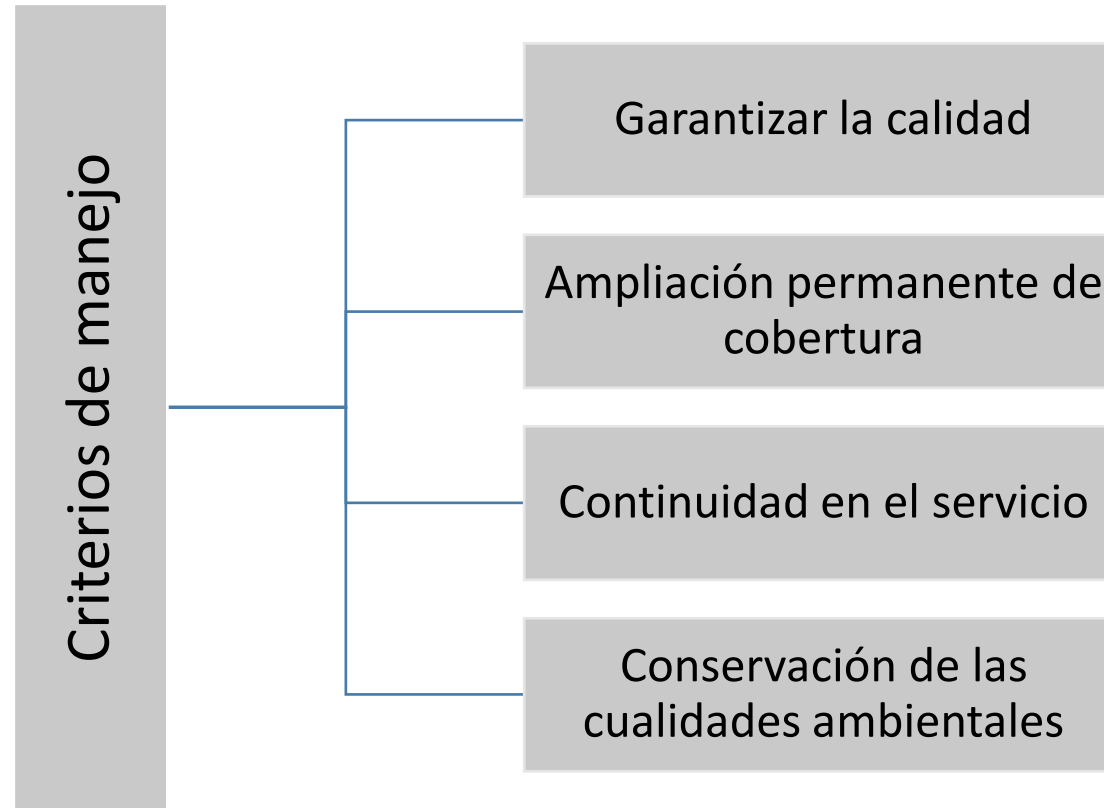 Criterios de manejo
Garantizar la calidad
Ampliación permanente de
cobertura
Continuidad en el servicio
Conservación de las
cualidades ambientales